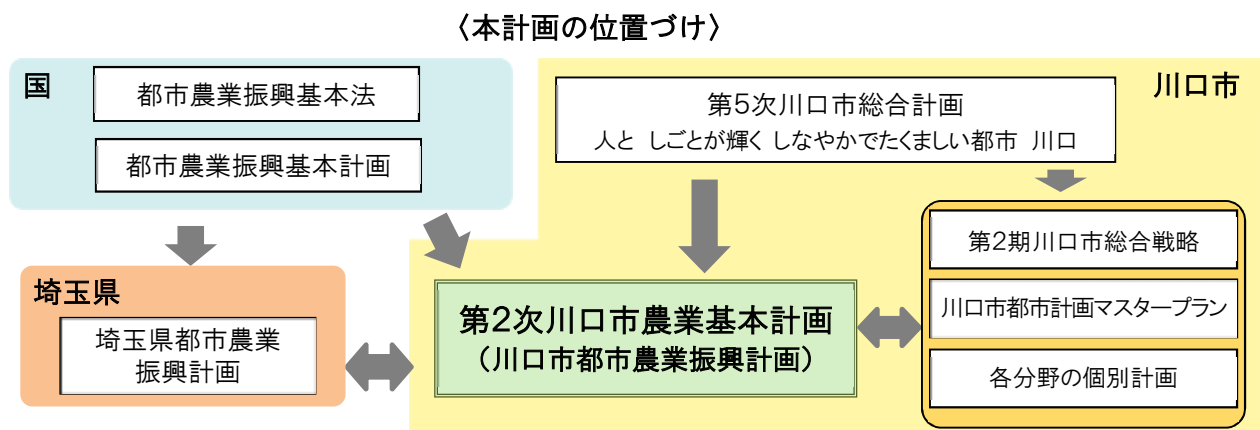 〈本計画の位置づけ〉
国
都市農業振興基本法
都市農業振興基本計画
川口市
第5次川口市総合計画
人と しごとが輝く しなやかでたくましい都市 川口
埼玉県
埼玉県都市農業
振興計画
第2次川口市農業基本計画
(川口市都市農業振興計画)
第2期川口市総合戦略
川口市都市計画マスタープラン
各分野の個別計画